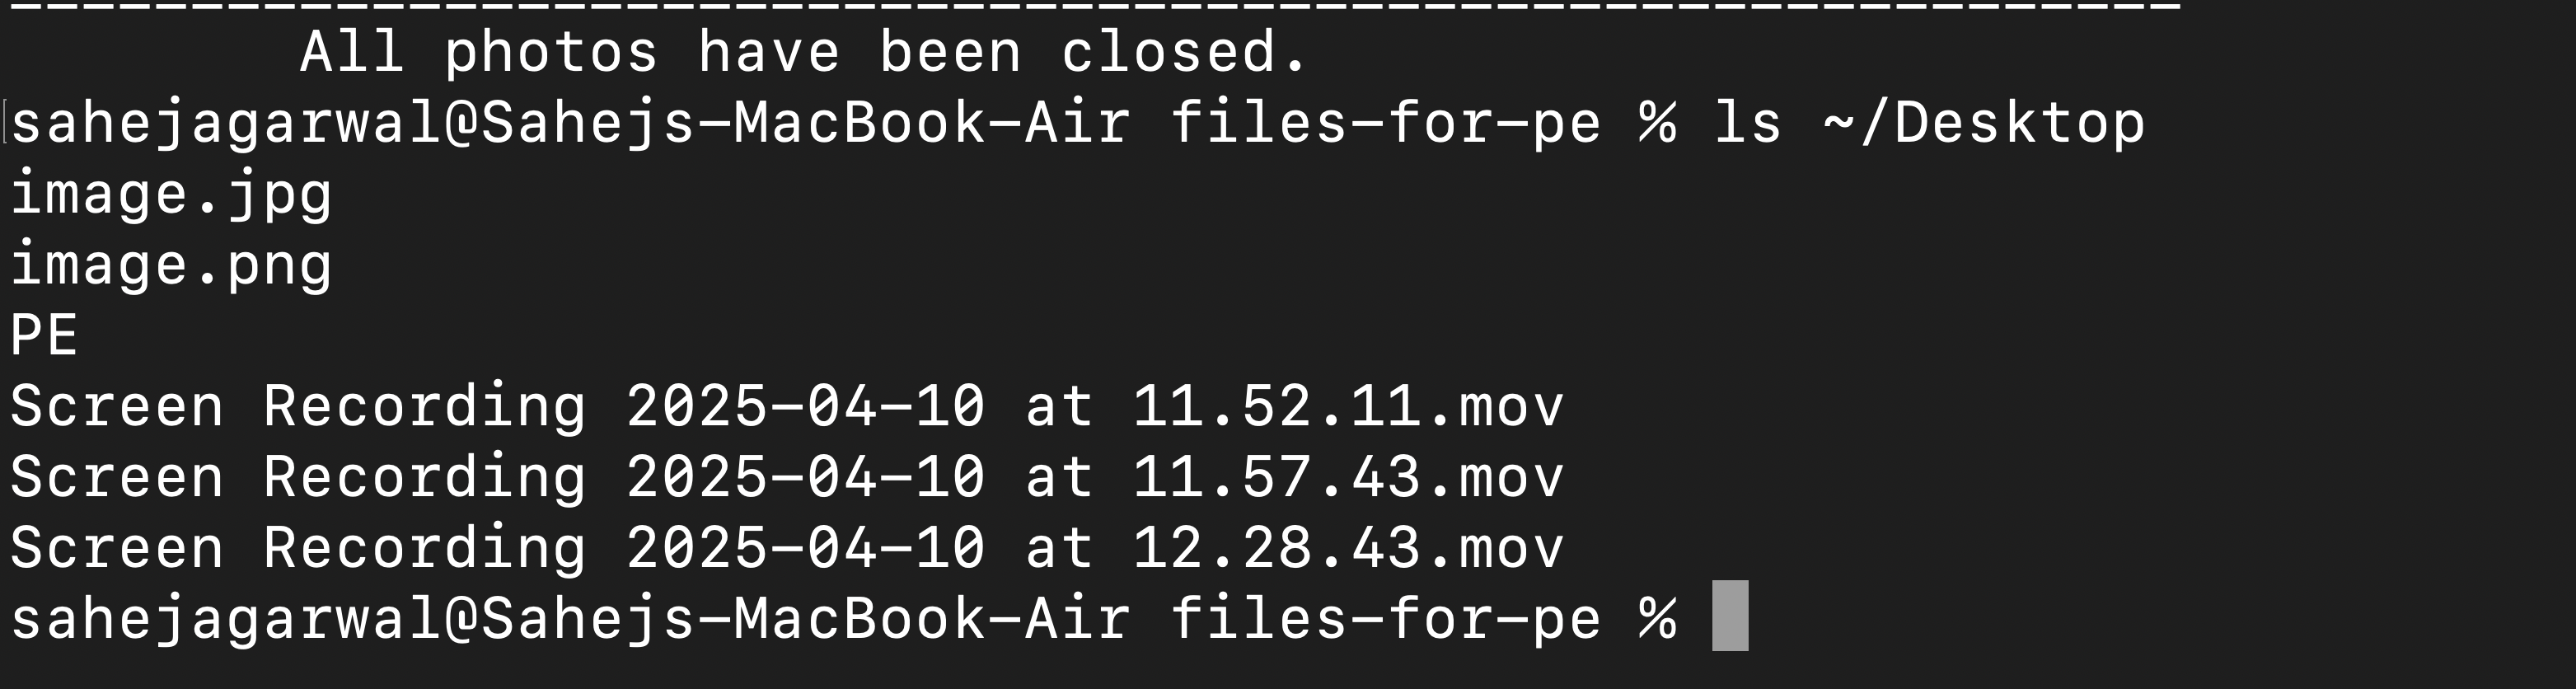 ------------------------------------------------------------
All photos have been closed.
sahejagarwal@Sahejs-MacBook-Air files-for-pe % ls ~/Desktop
image.jpg
image.png
PE
Screen Recording 2025-04-10 at 11.52.11.mov
Screen Recording 2025-04-10 at 11.57.43.mov
Screen Recording 2025-04-10 at 12.28.43.mov
sahejagarwal@Sahejs-MacBook-Air files-for-pe %